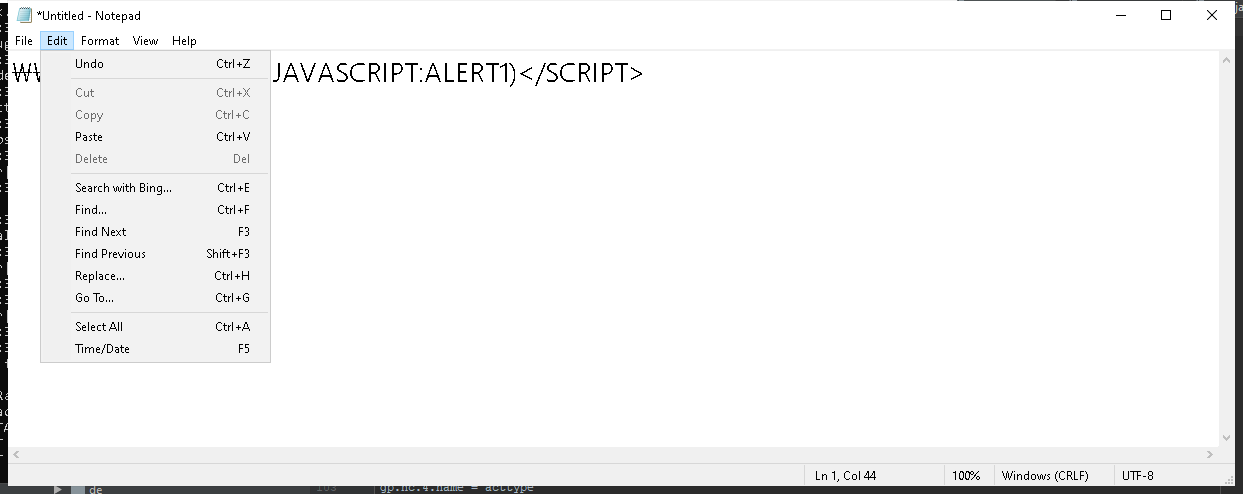 *Untitled - Notepad
File Edit Format View Help
JAVASCRIPT:ALERT1)</SCRIPT>
Undo Ctrl+Z
Cut Ctrl+X
Copy Ctrl+C
Paste Ctrl+V
Delete Del
Search with Bing... Ctrl+E
Find... Ctrl+F
Find Next F3
Find Previous Shift+F3
Replace... Ctrl+H
Go To... Ctrl+G
Select All Ctrl+A
Time/Date F5
Ln 1, Col 44 100% Windows (CRLF) UTF-8
de gp.nc.4.name = acctype